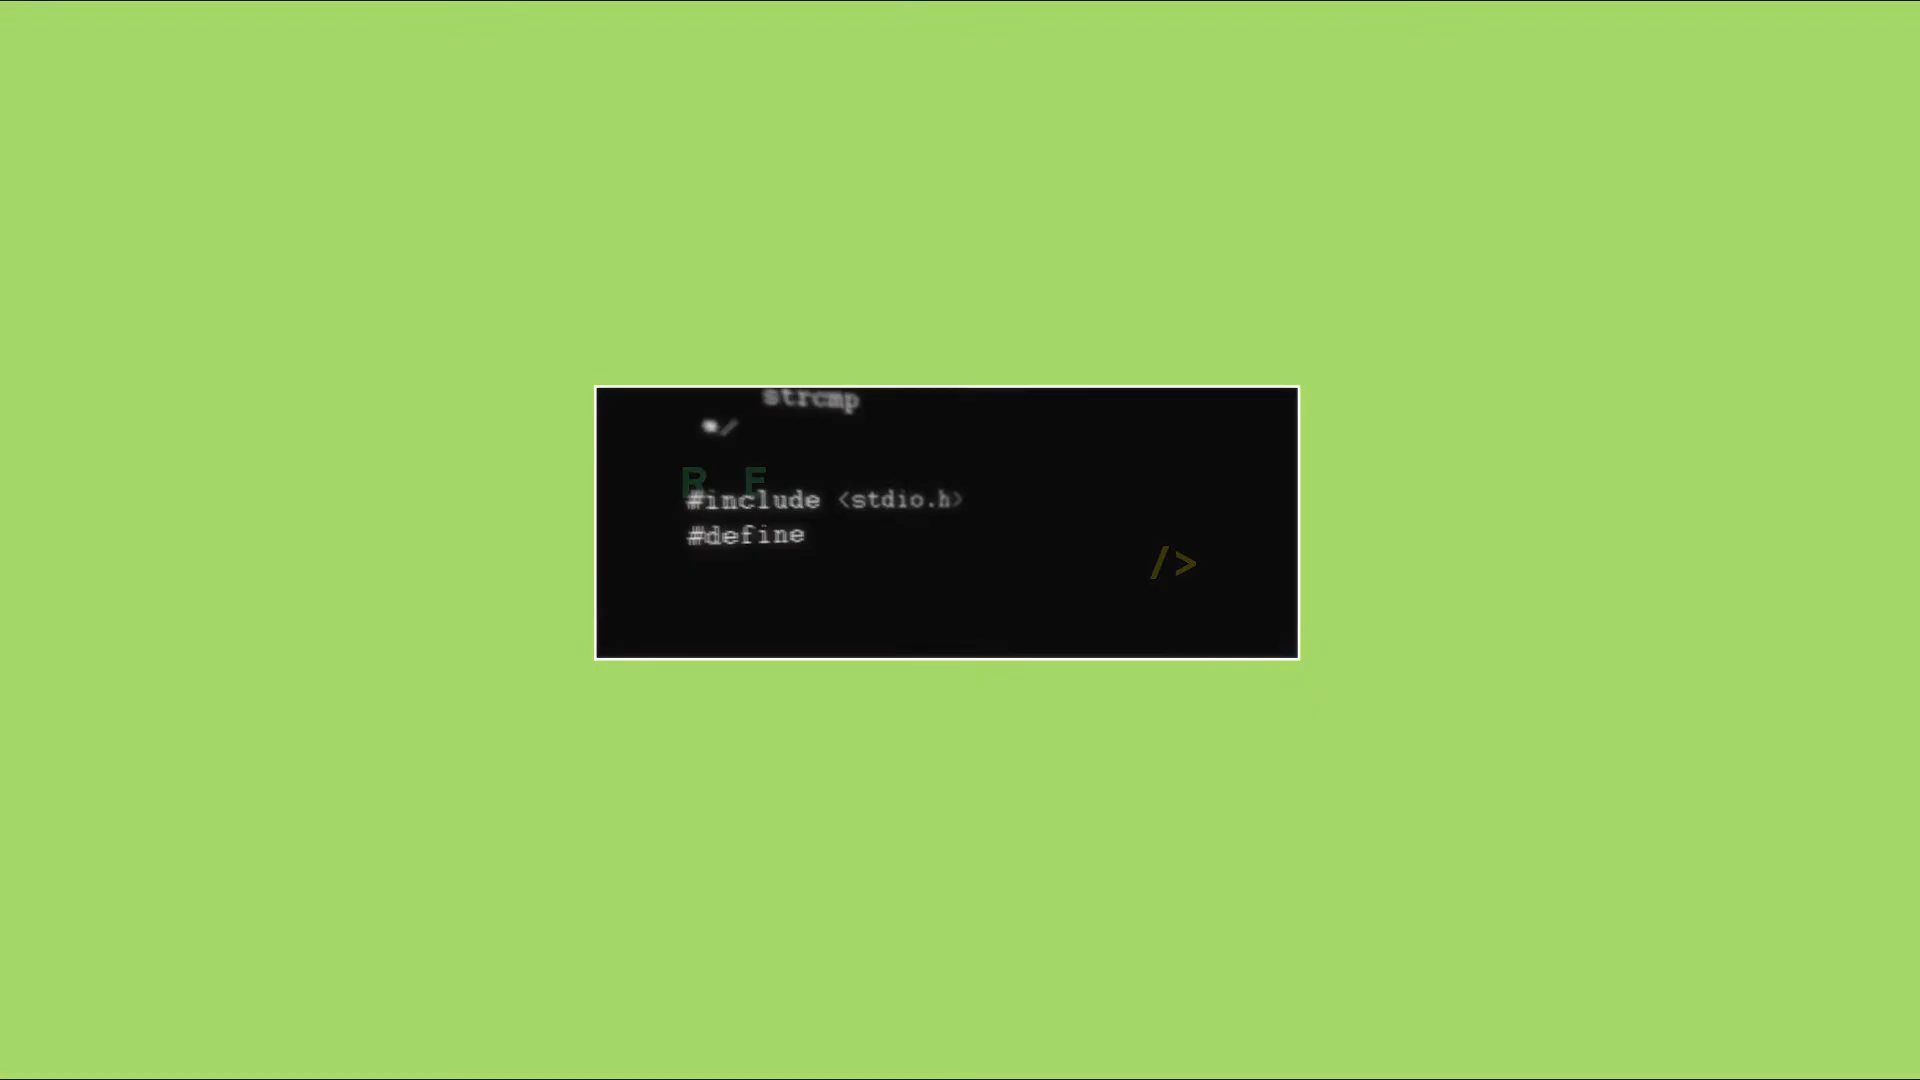 strcmp
*/
R F
#include <stdio.h>
#define
/>